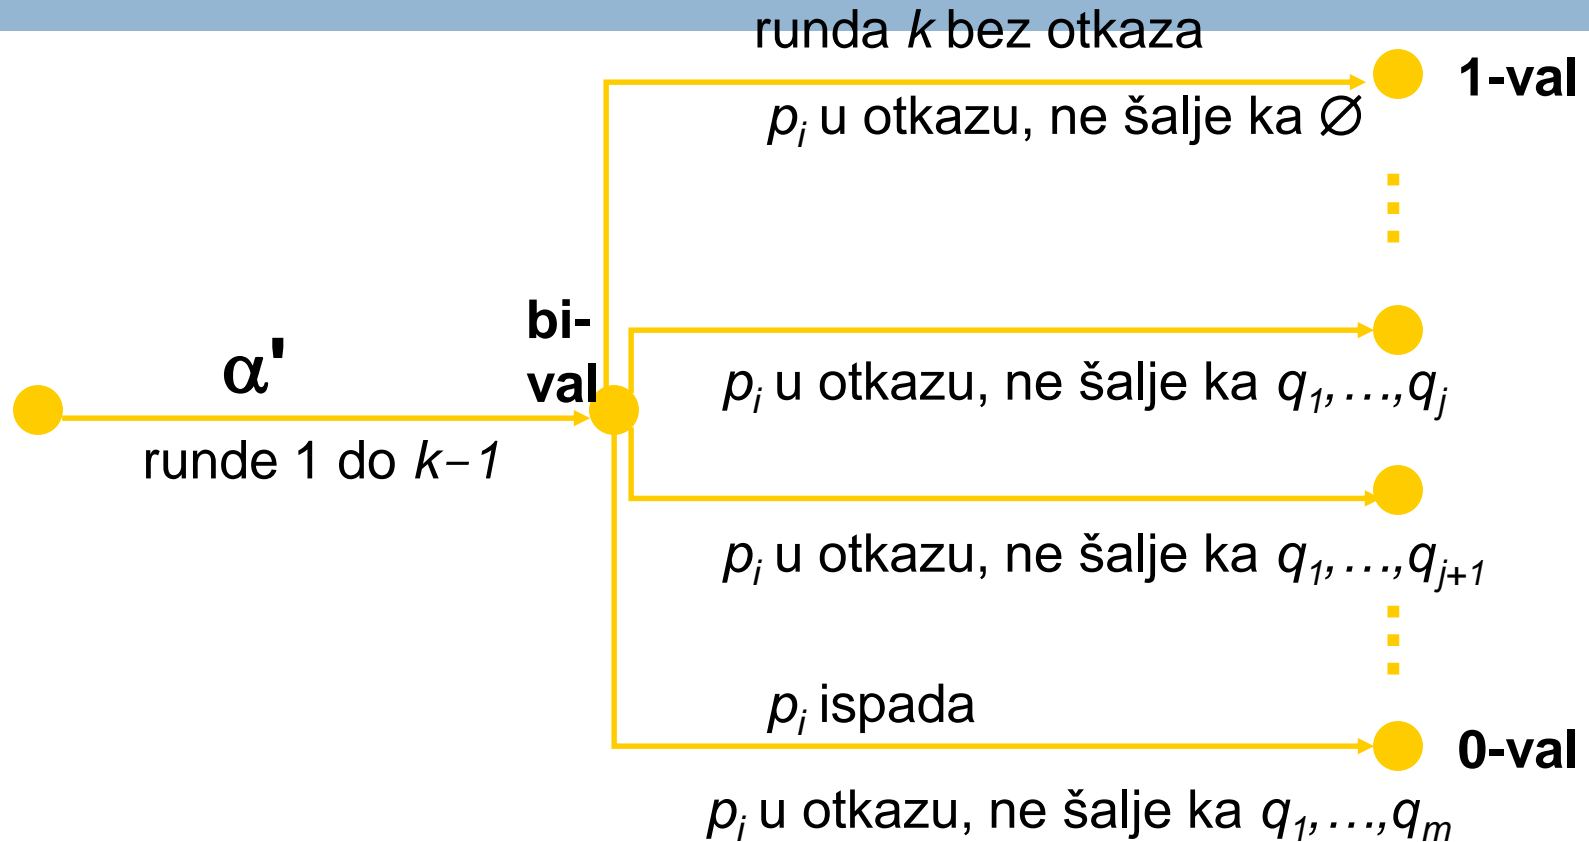 runda k bez otkaza
1-val
pᵢ u otkazu, ne šalje ka ∅
bi-
val
α'
runde 1 do k−1
pᵢ u otkazu, ne šalje ka q₁,…,qⱼ
pᵢ u otkazu, ne šalje ka q₁,…,qⱼ₊₁
pᵢ ispada
0-val
pᵢ u otkazu, ne šalje ka q₁,…,qₘ